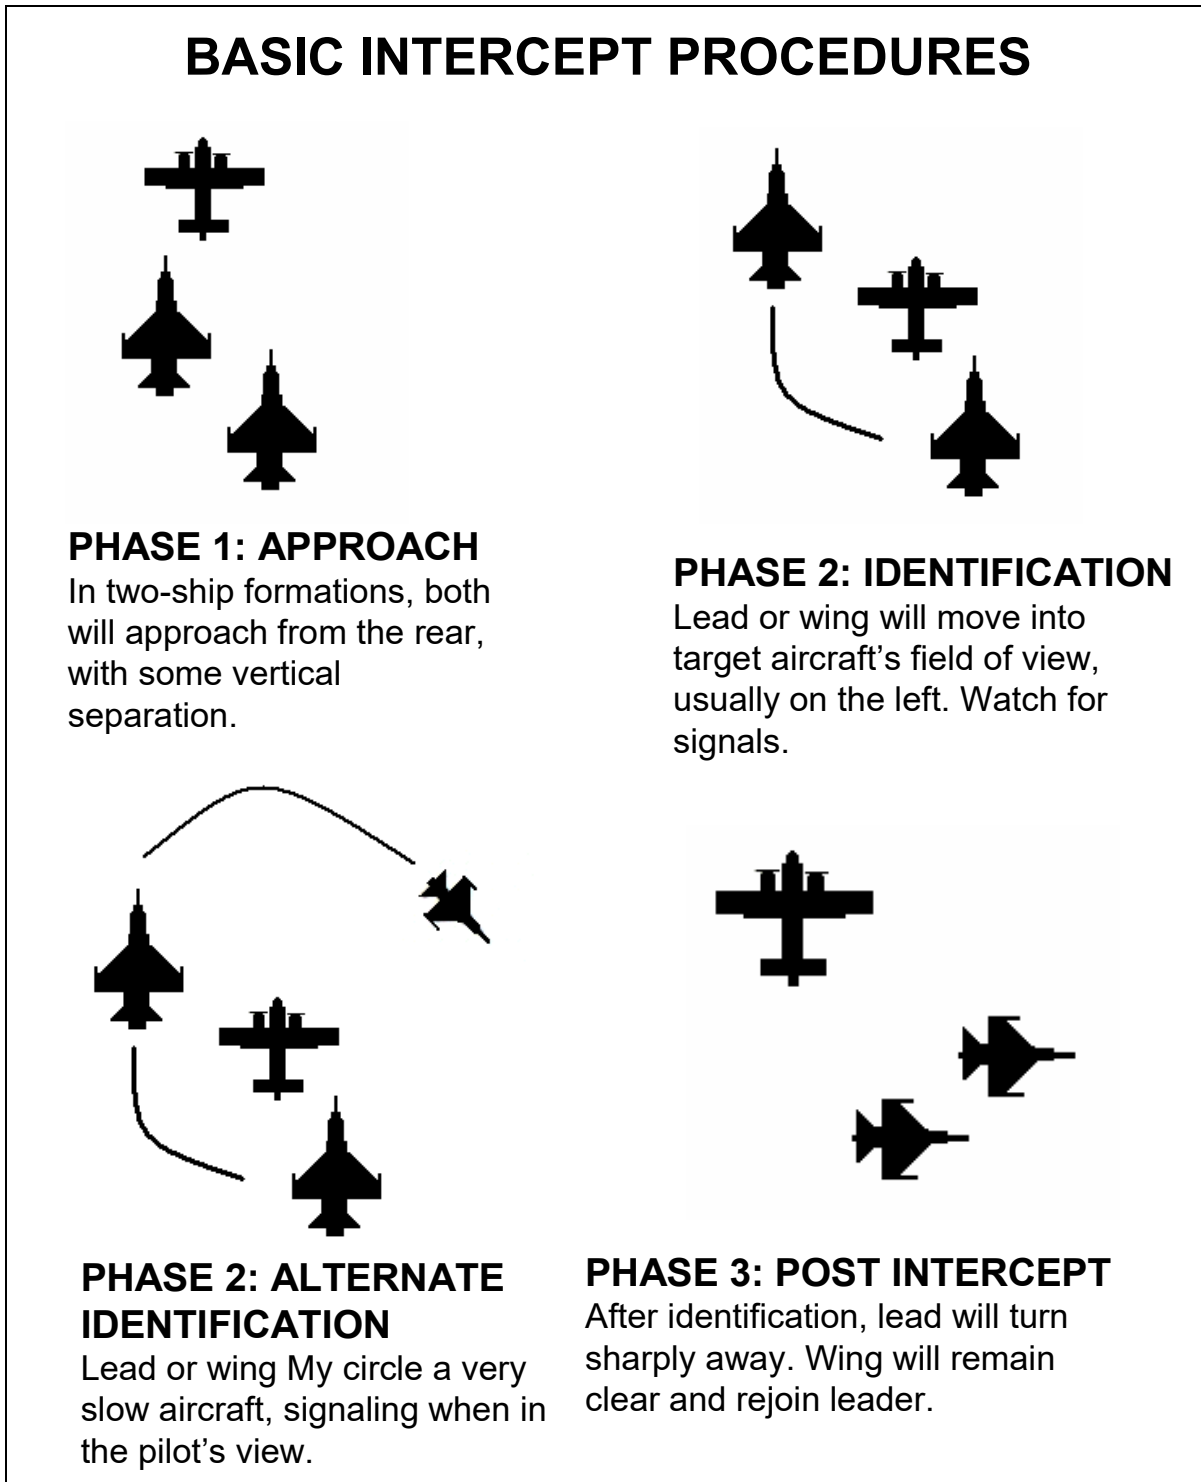 BASIC INTERCEPT PROCEDURES
PHASE 1: APPROACH
In two-ship formations, both
will approach from the rear,
with some vertical
separation.
PHASE 2: IDENTIFICATION
Lead or wing will move into
target aircraft’s field of view,
usually on the left. Watch for
signals.
PHASE 2: ALTERNATE
IDENTIFICATION
Lead or wing My circle a very
slow aircraft, signaling when in
the pilot’s view.
PHASE 3: POST INTERCEPT
After identification, lead will turn
sharply away. Wing will remain
clear and rejoin leader.